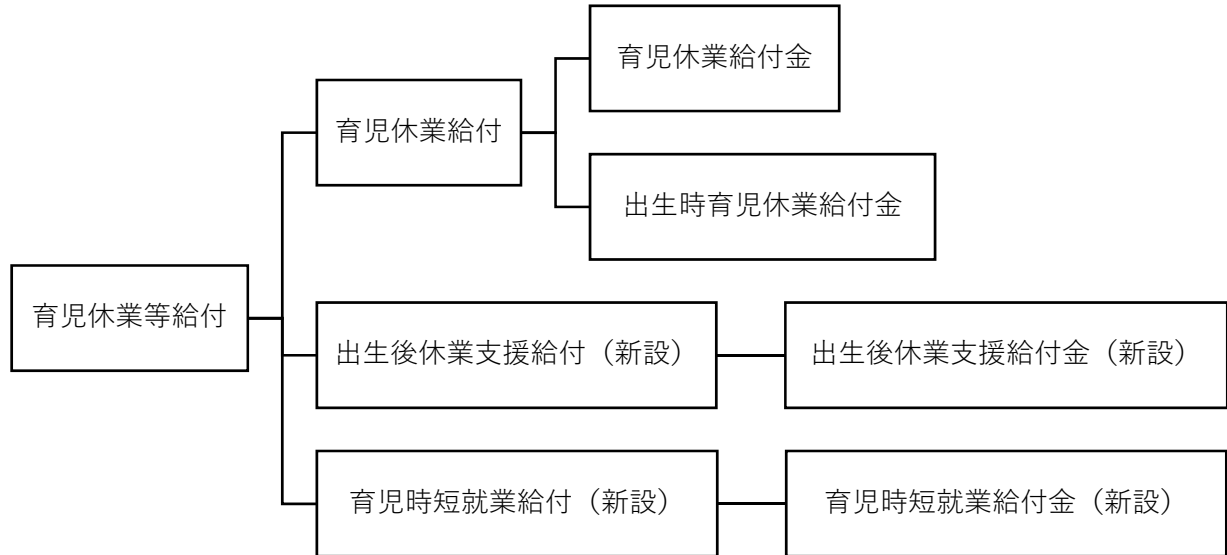 育児休業給付金
育児休業給付
出生時育児休業給付金
育児休業等給付
出生後休業支援給付（新設）
出生後休業支援給付金（新設）
育児時短就業給付（新設）
育児時短就業給付金（新設）